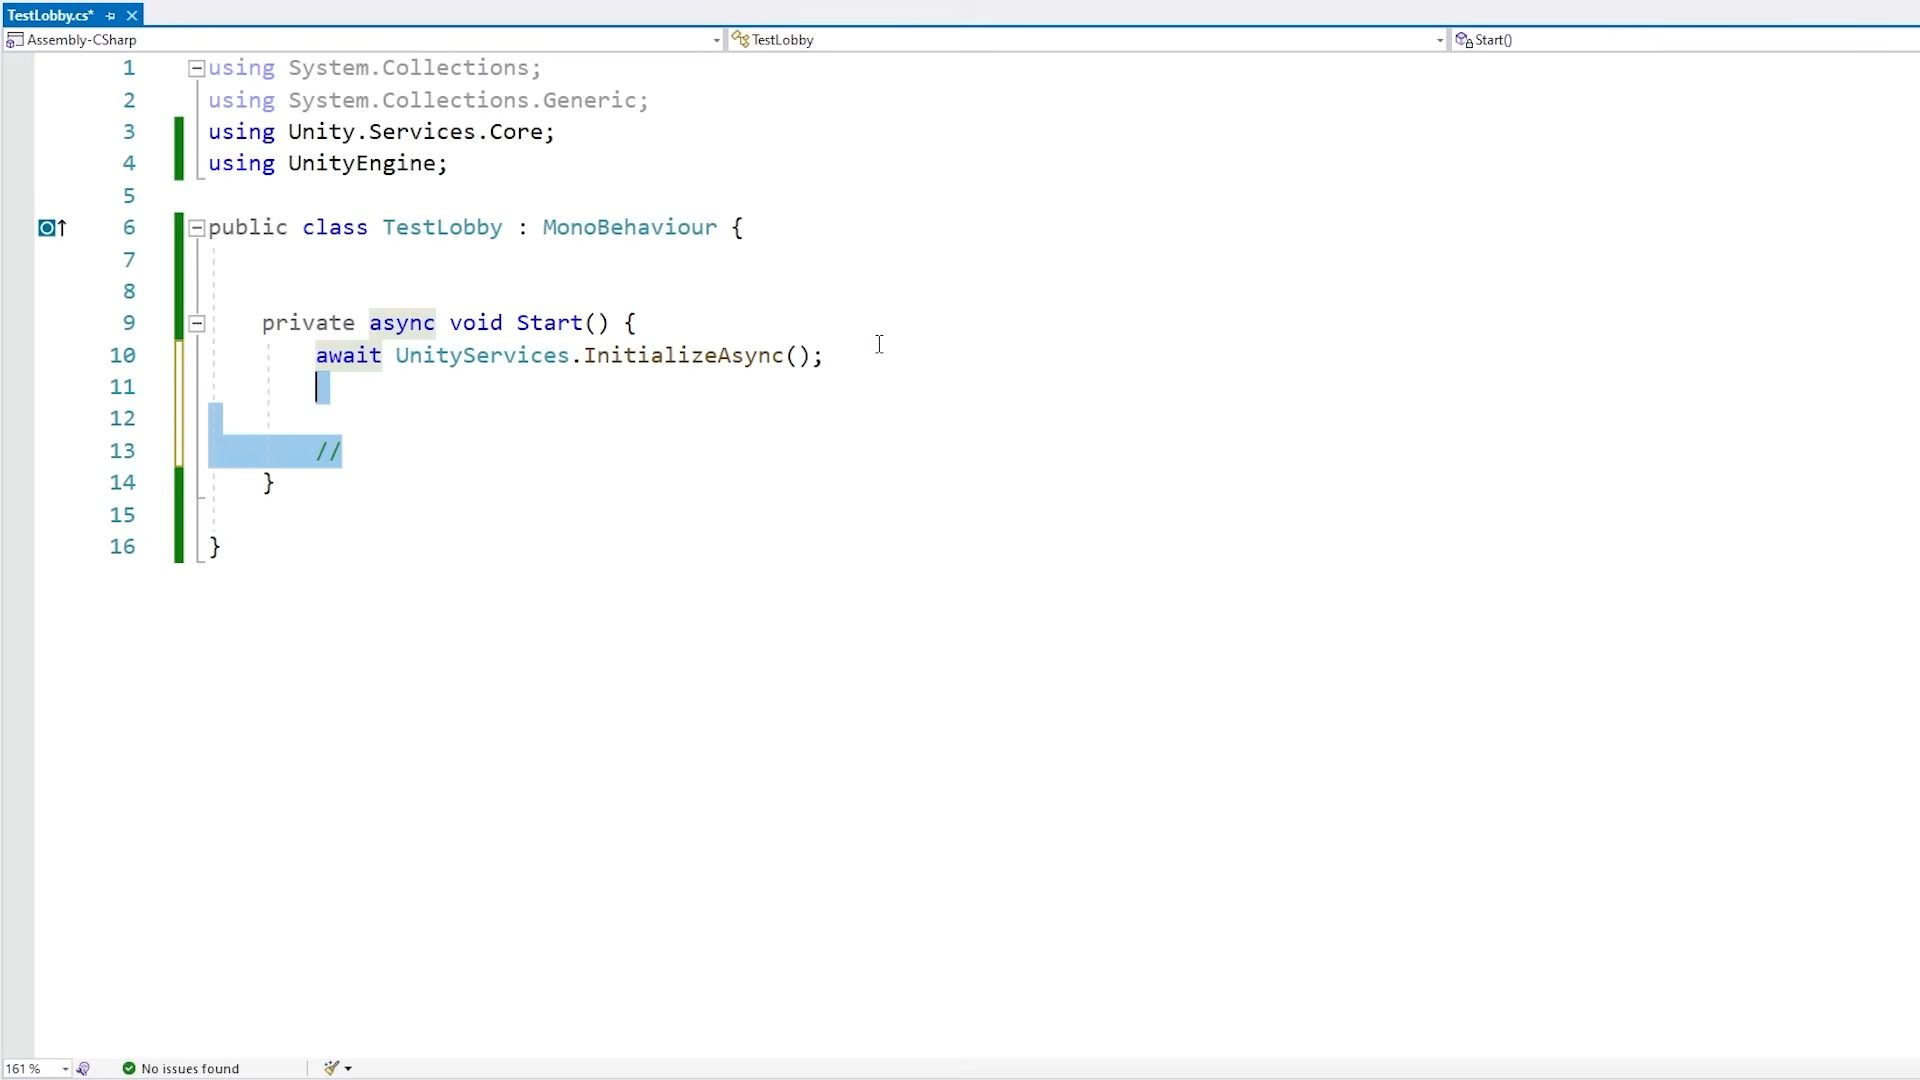 TestLobby.cs*
Assembly-CSharp TestLobby Start()
1 using System.Collections;
2 using System.Collections.Generic;
3 using Unity.Services.Core;
4 using UnityEngine;
5
6 public class TestLobby : MonoBehaviour {
7
8
9 private async void Start() {
10 await UnityServices.InitializeAsync();
11
12
13 //
14 }
15
16 }
161 % No issues found